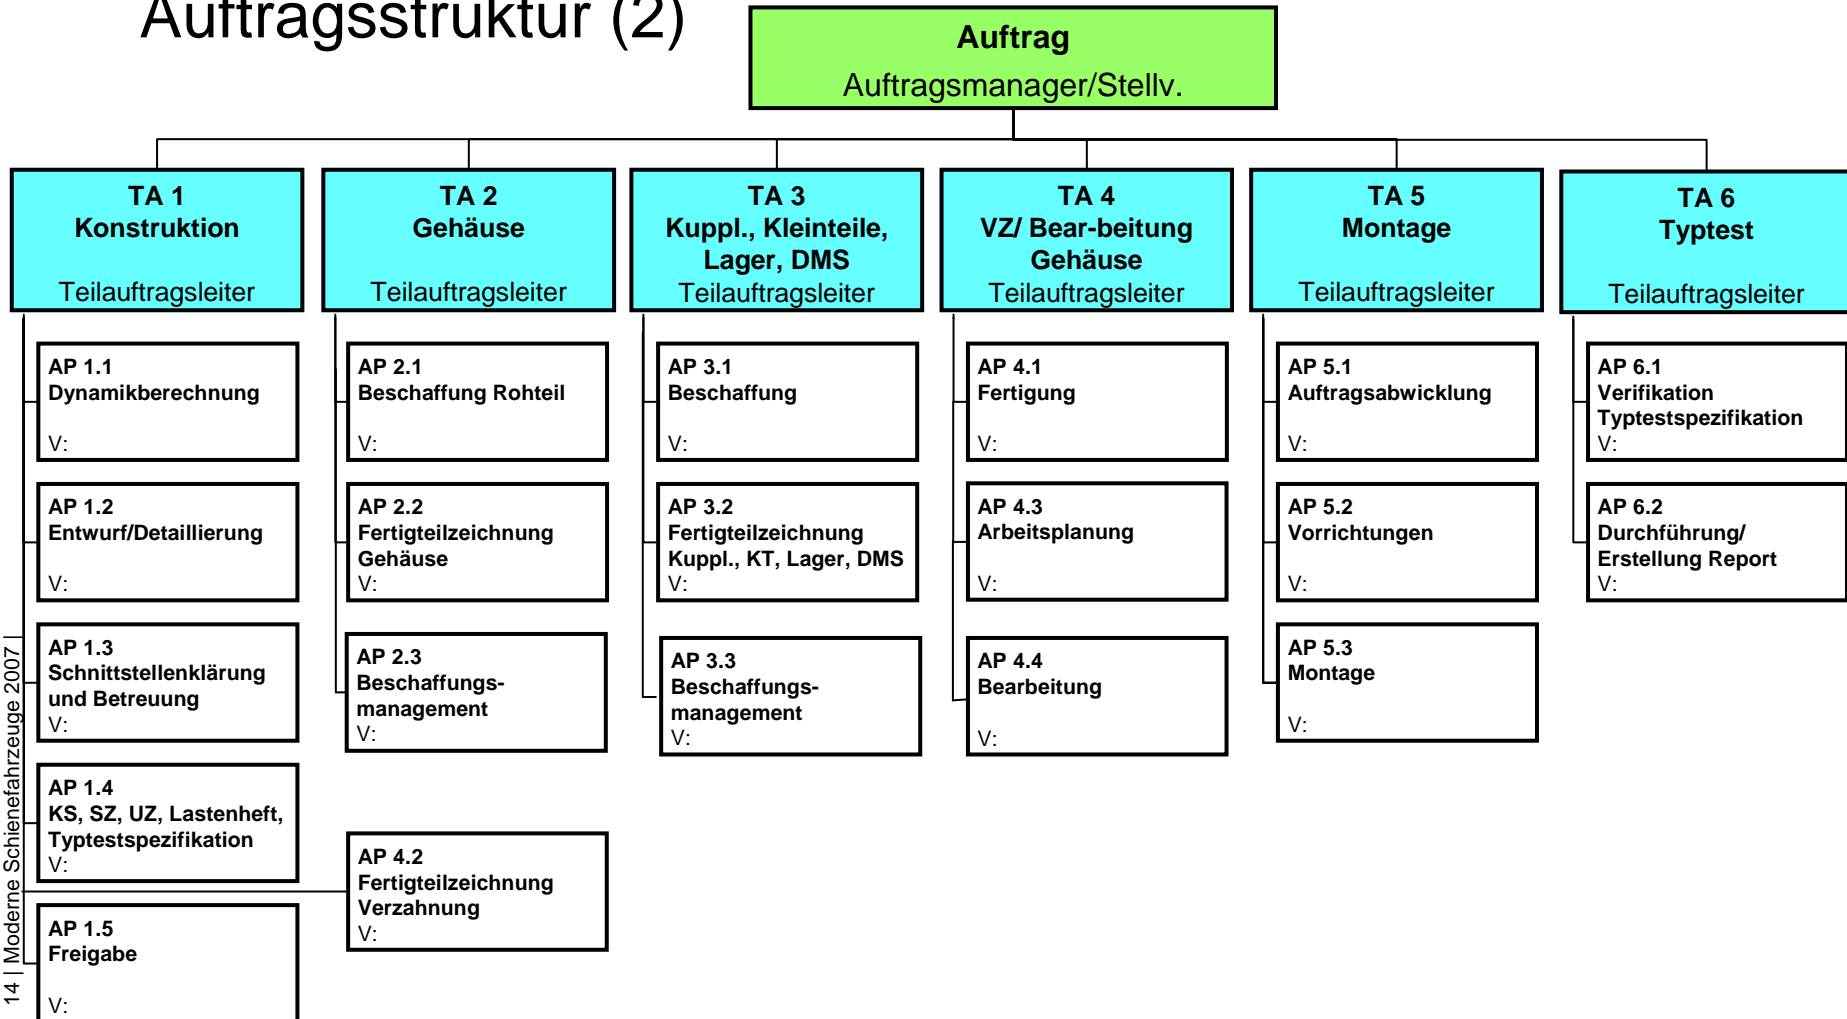 Auftragsstruktur (2)
Auftrag
Auftragsmanager/Stellv.
TA 1
Konstruktion
Teilauftragsleiter
TA 2
Gehäuse
Teilauftragsleiter
TA 3
Kuppl., Kleinteile,
Lager, DMS
Teilauftragsleiter
TA 4
VZ/ Bear-beitung
Gehäuse
Teilauftragsleiter
TA 5
Montage
Teilauftragsleiter
TA 6
Typtest
Teilauftragsleiter
AP 1.1
Dynamikberechnung
V:
AP 1.2
Entwurf/Detaillierung
V:
AP 1.3
Schnittstellenklärung
und Betreuung
V:
AP 1.4
KS, SZ, UZ, Lastenheft,
Typtestspezifikation
V:
AP 1.5
Freigabe
V:
AP 2.1
Beschaffung Rohteil
V:
AP 2.2
Fertigteilzeichnung
Gehäuse
V:
AP 2.3
Beschaffungs-
management
V:
AP 4.2
Fertigteilzeichnung
Verzahnung
V:
AP 3.1
Beschaffung
V:
AP 3.2
Fertigteilzeichnung
Kuppl., KT, Lager, DMS
V:
AP 3.3
Beschaffungs-
management
V:
AP 4.1
Fertigung
V:
AP 4.3
Arbeitsplanung
V:
AP 4.4
Bearbeitung
V:
AP 5.1
Auftragsabwicklung
V:
AP 5.2
Vorrichtungen
V:
AP 5.3
Montage
V:
AP 6.1
Verifikation
Typtestspezifikation
V:
AP 6.2
Durchführung/
Erstellung Report
V:
14 | Moderne Schienefahrzeuge 2007 |